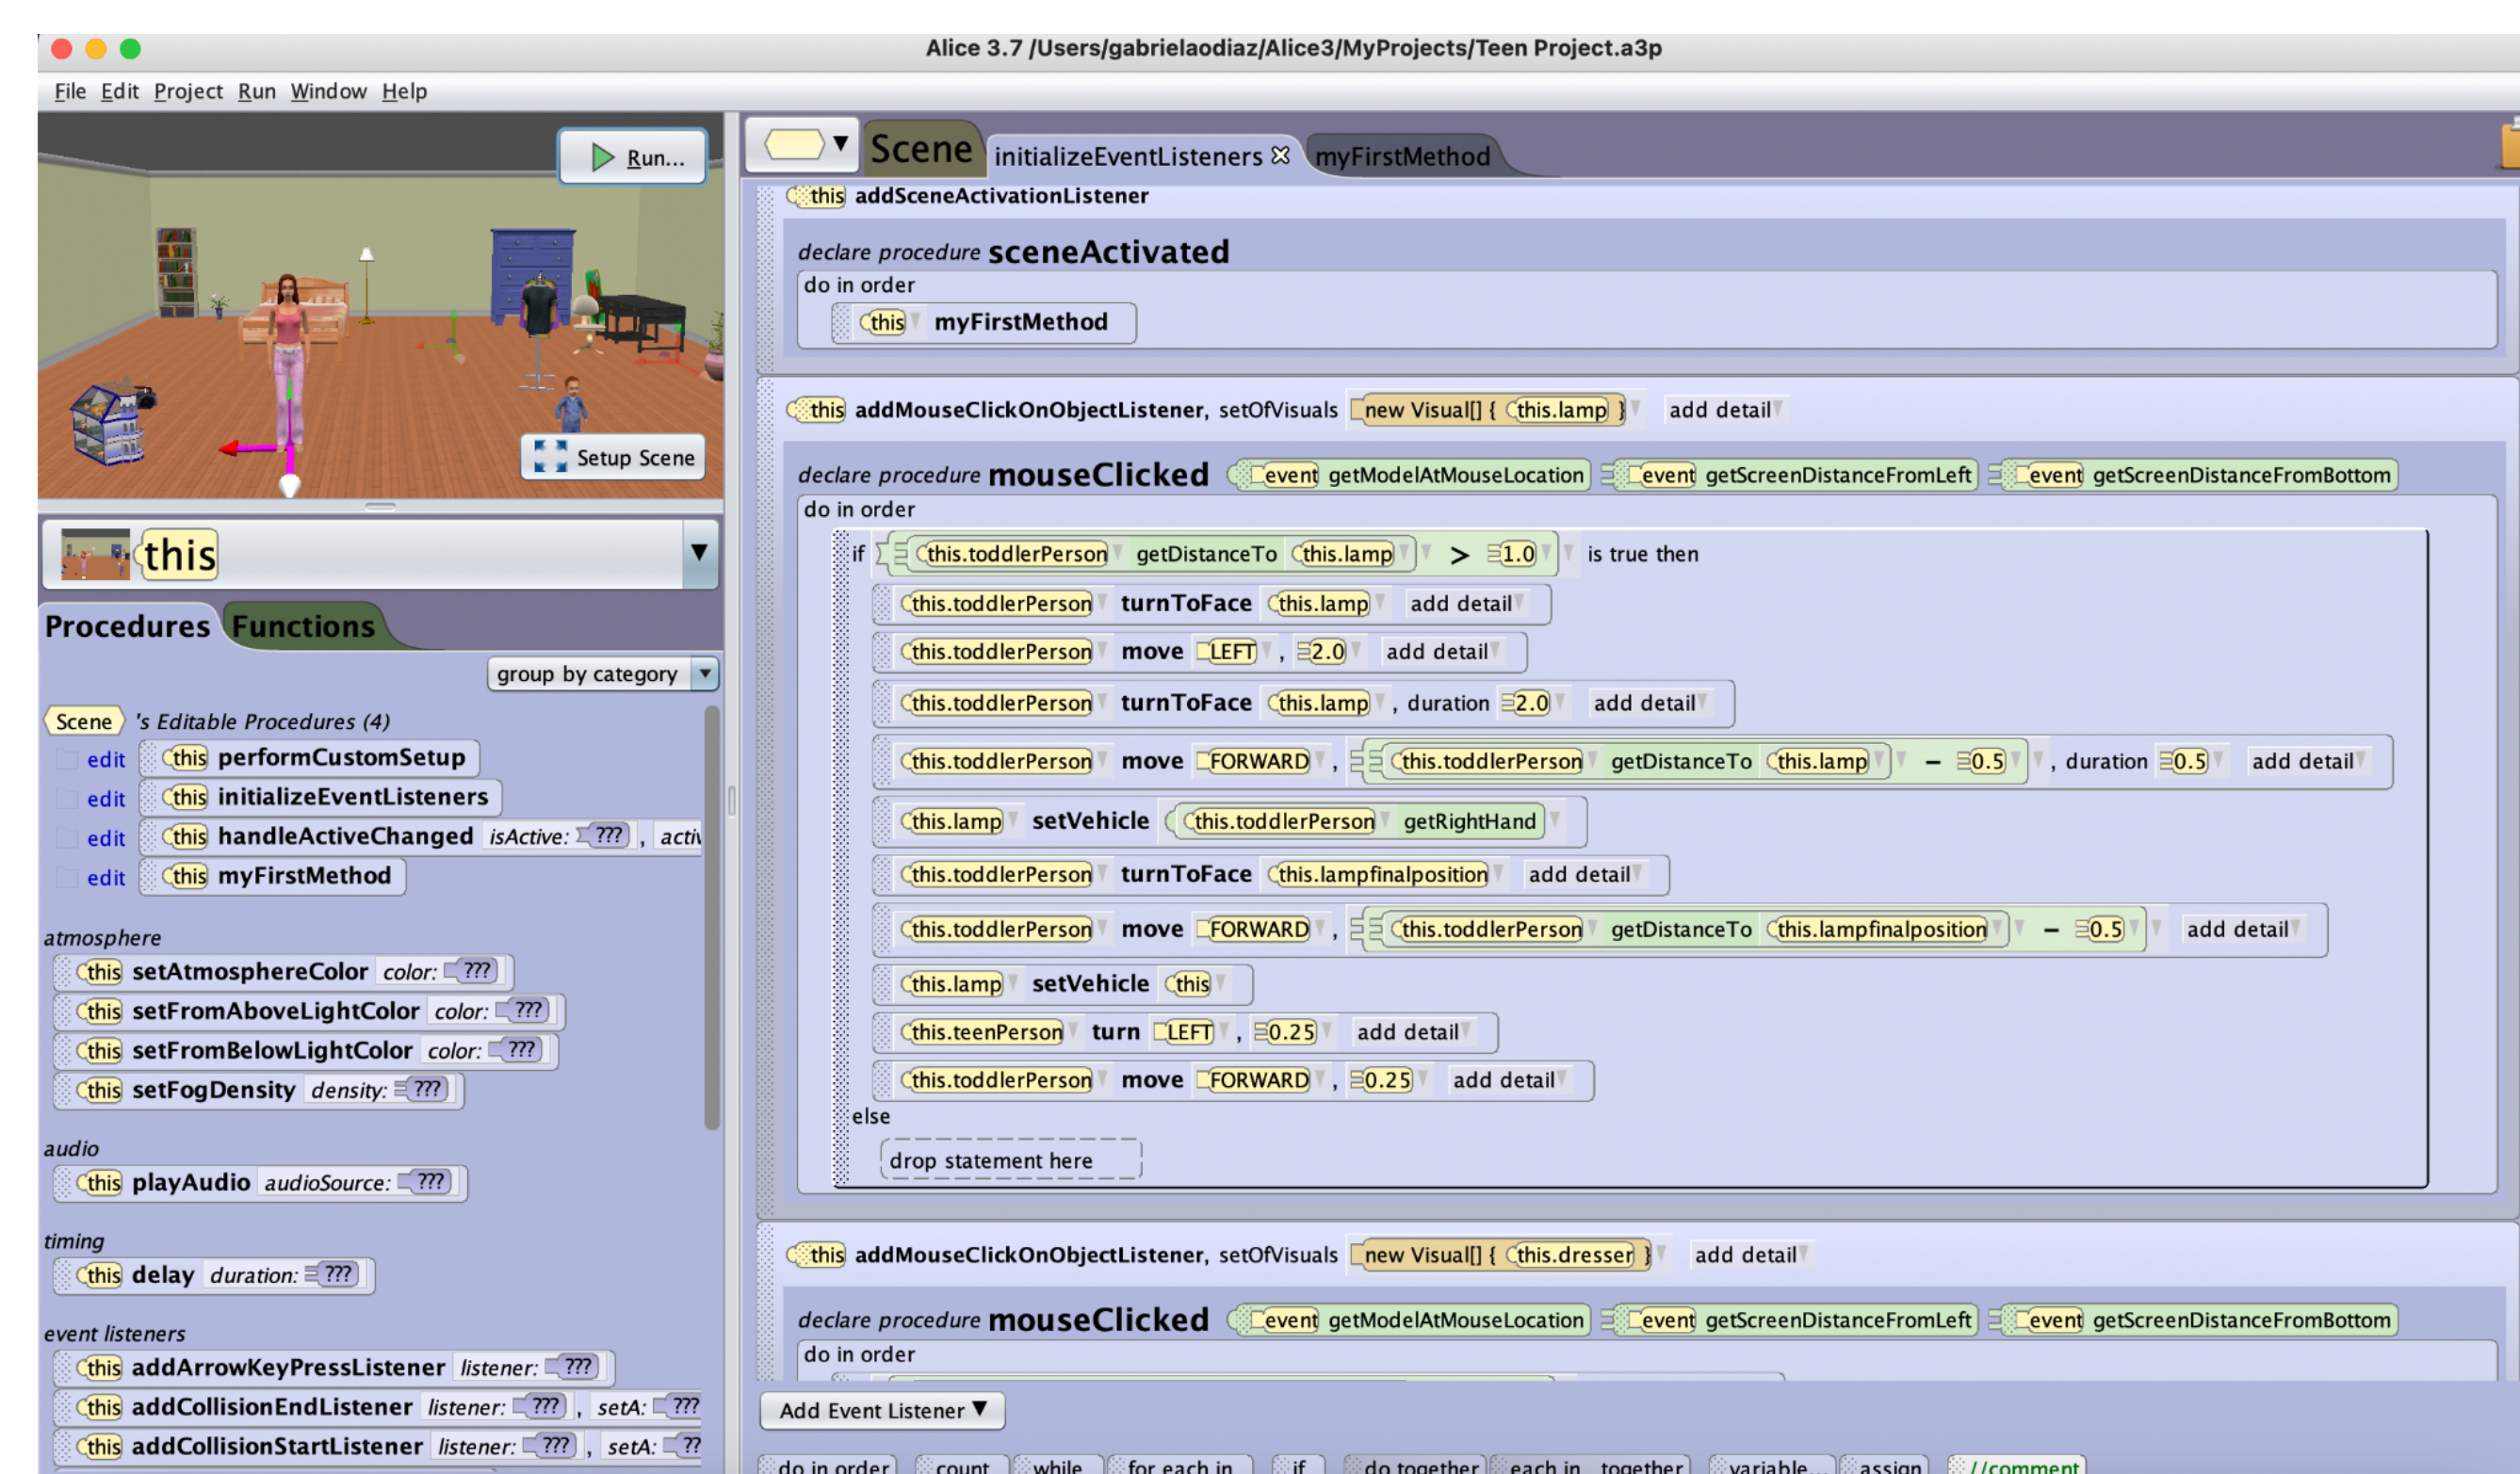 Alice 3.7 /Users/gabrielaodiaz/Alice3/MyProjects/Teen Project.a3p
File Edit Project Run Window Help
Run...
Setup Scene
this
Procedures Functions
group by category
Scene 's Editable Procedures (4)
edit this performCustomSetup
edit this initializeEventListeners
edit this handleActiveChanged isActive: ??? , activ
edit this myFirstMethod
atmosphere
this setAtmosphereColor color: ???
this setFromAboveLightColor color: ???
this setFromBelowLightColor color: ???
this setFogDensity density: ???
audio
this playAudio audioSource: ???
timing
this delay duration: ???
event listeners
this addArrowKeyPressListener listener: ???
this addCollisionEndListener listener: ??? , setA: ???
this addCollisionStartListener listener: ??? , setA: ??
Scene initializeEventListeners myFirstMethod
this addSceneActivationListener
declare procedure sceneActivated
do in order
this myFirstMethod
this addMouseClickOnObjectListener, setOfVisuals new Visual[] { this.lamp } add detail
declare procedure mouseClicked event getModelAtMouseLocation event getScreenDistanceFromLeft event getScreenDistanceFromBottom
do in order
if this.toddlerPerson getDistanceTo this.lamp > 1.0 is true then
this.toddlerPerson turnToFace this.lamp add detail
this.toddlerPerson move LEFT , 2.0 add detail
this.toddlerPerson turnToFace this.lamp , duration 2.0 add detail
this.toddlerPerson move FORWARD , this.toddlerPerson getDistanceTo this.lamp - 0.5 , duration 0.5 add detail
this.lamp setVehicle this.toddlerPerson getRightHand
this.toddlerPerson turnToFace this.lampfinalposition add detail
this.toddlerPerson move FORWARD , this.toddlerPerson getDistanceTo this.lampfinalposition - 0.5 add detail
this.lamp setVehicle this
this.teenPerson turn LEFT , 0.25 add detail
this.toddlerPerson move FORWARD , 0.25 add detail
else
drop statement here
this addMouseClickOnObjectListener, setOfVisuals new Visual[] { this.dresser } add detail
declare procedure mouseClicked event getModelAtMouseLocation event getScreenDistanceFromLeft event getScreenDistanceFromBottom
do in order
Add Event Listener
do in order count while for each in if do together each in together variable... assign //comment